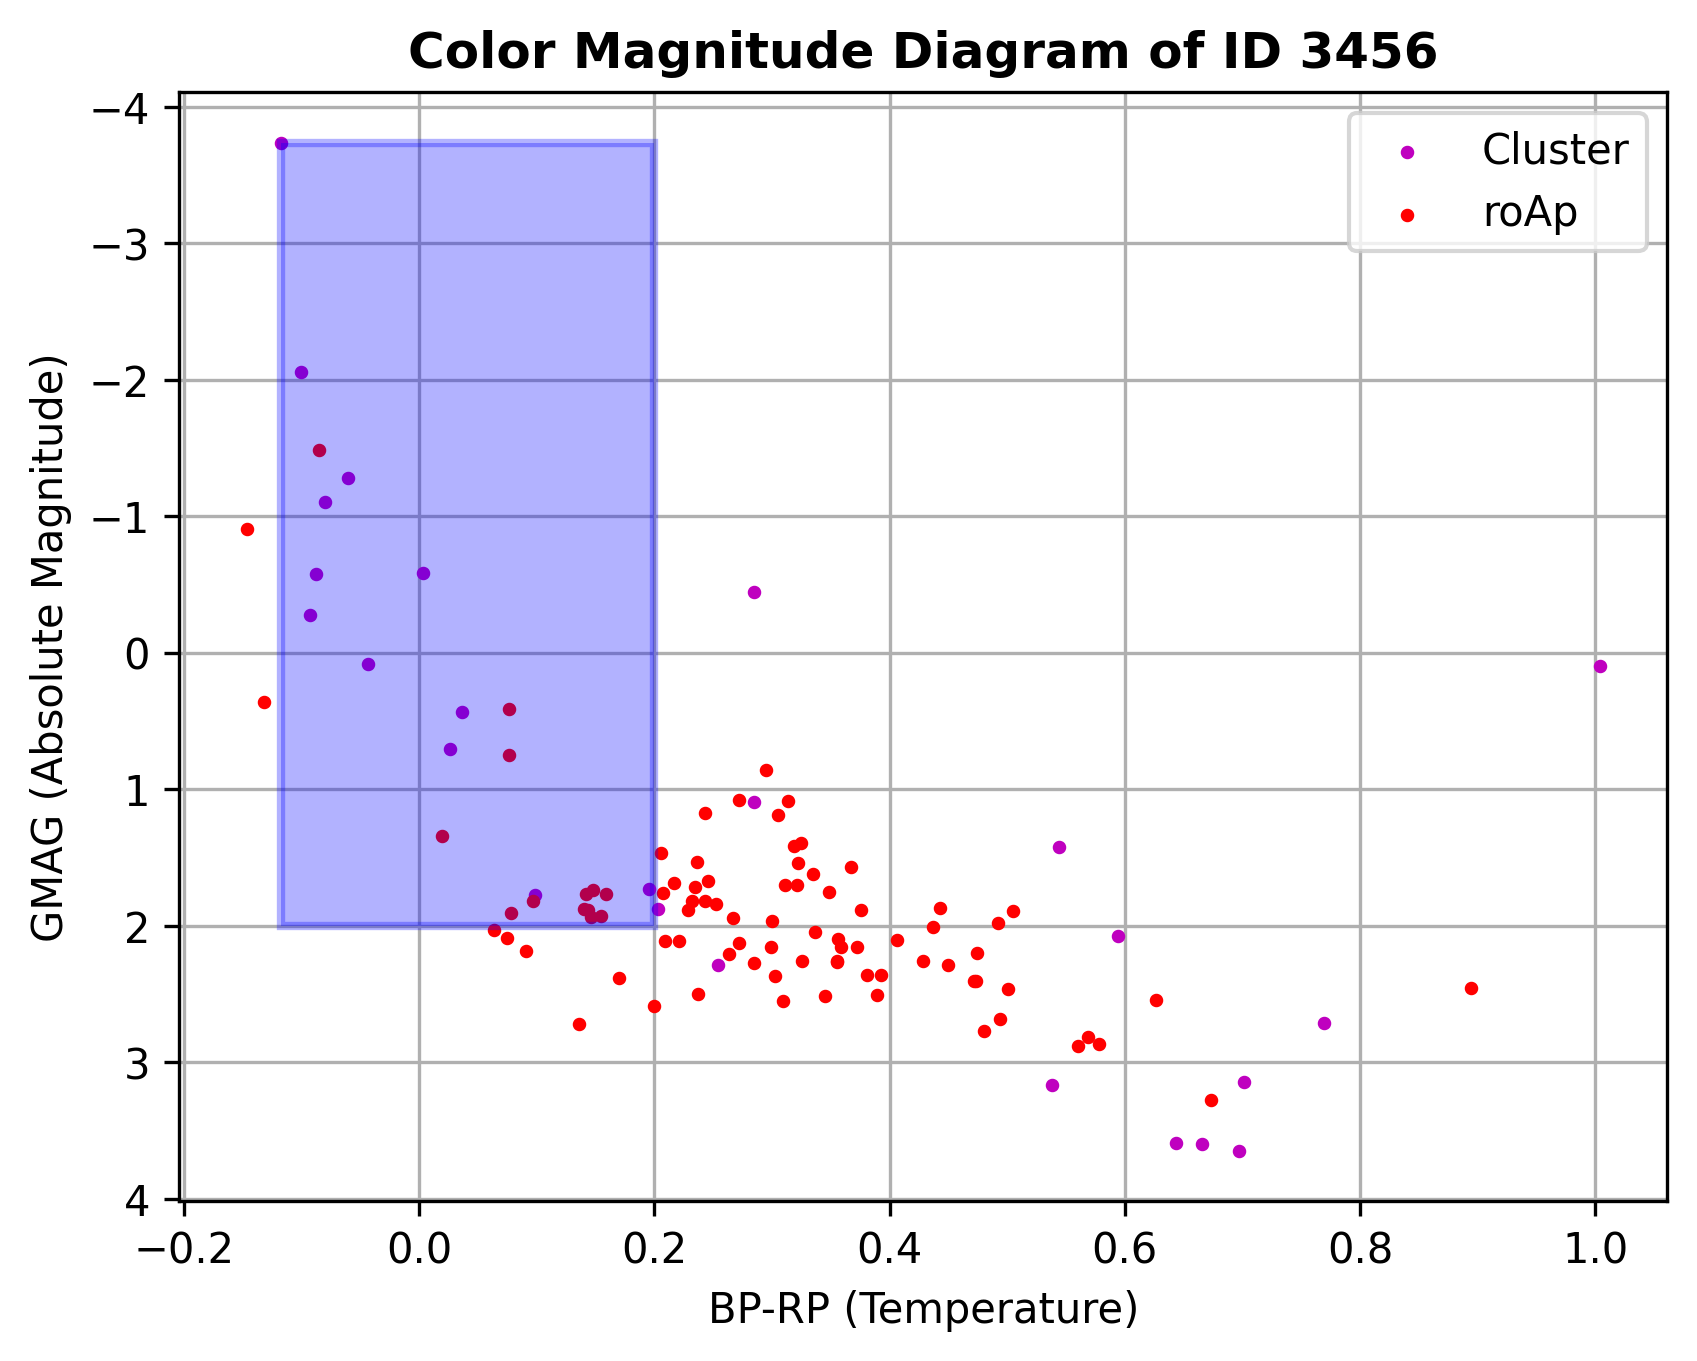 Color Magnitude Diagram of ID 3456
Cluster
roAp
GMAG (Absolute Magnitude)
−4
−3
−2
−1
0
1
2
3
4
−0.2 0.0 0.2 0.4 0.6 0.8 1.0
BP-RP (Temperature)